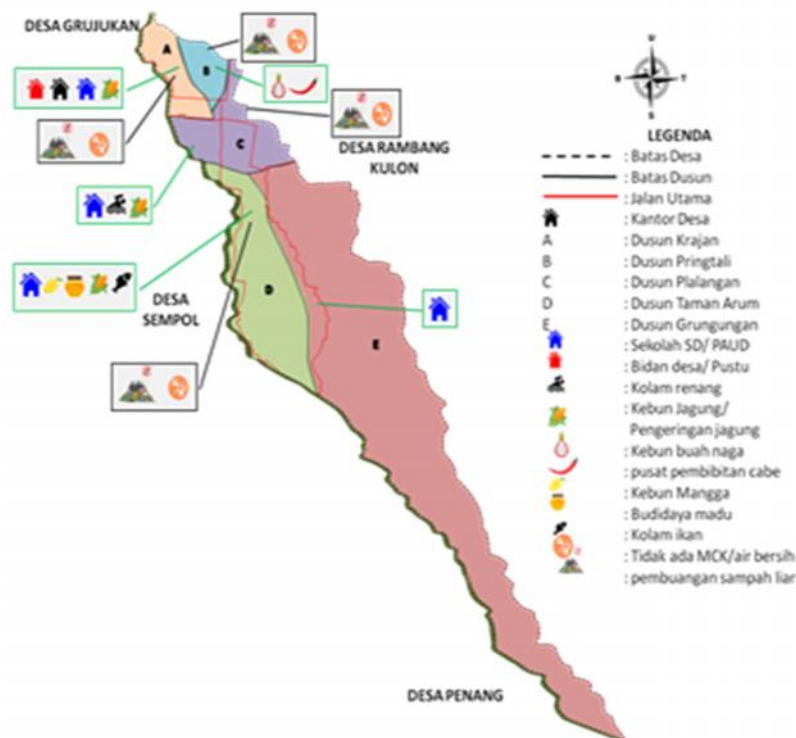 DESA GRUJUKAN
A
B
C
D
E
DESA RAMBANG
KULON
DESA
SEMPOL
DESA PENANG
U
B
T
S
LEGENDA
: Batas Desa
: Batas Dusun
: Jalan Utama
: Kantor Desa
A : Dusun Krajan
B : Dusun Pringtali
C : Dusun Plalangan
D : Dusun Taman Arum
E : Dusun Grungungan
: Sekolah SD/ PAUD
: Bidan desa/ Pustu
: Kolam renang
: Kebun Jagung/
Pengeringan jagung
: Kebun buah naga
: pusat pembibitan cabe
: Kebun Mangga
: Budidaya madu
: Kolam ikan
: Tidak ada MCK/air bersih
: pembuangan sampah liar